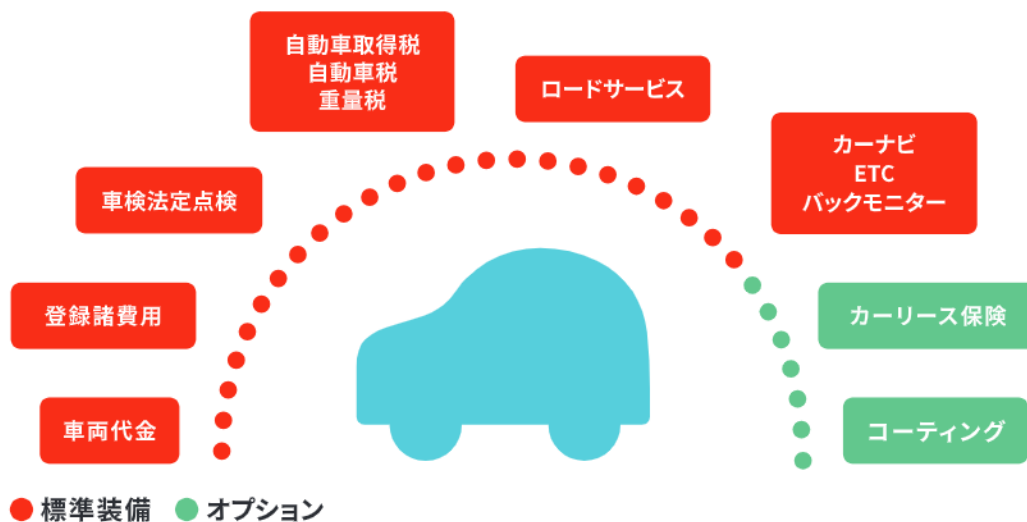 自動車取得税
自動車税
重量税
ロードサービス
カーナビ
ETC
バックモニター
車検法定点検
登録諸費用
カーリース保険
車両代金
コーティング
標準装備
オプション